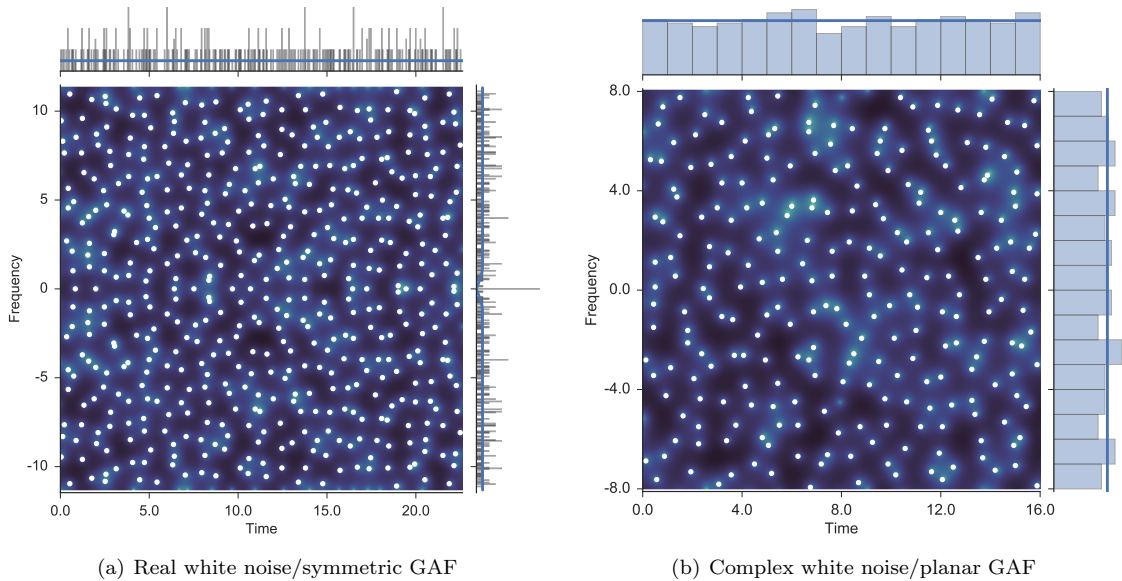 10
5
0
-5
-10
Frequency
0.0 5.0 10.0 15.0 20.0
Time
(a) Real white noise/symmetric GAF
8.0
4.0
0.0
-4.0
-8.0
Frequency
0.0 4.0 8.0 12.0 16.0
Time
(b) Complex white noise/planar GAF